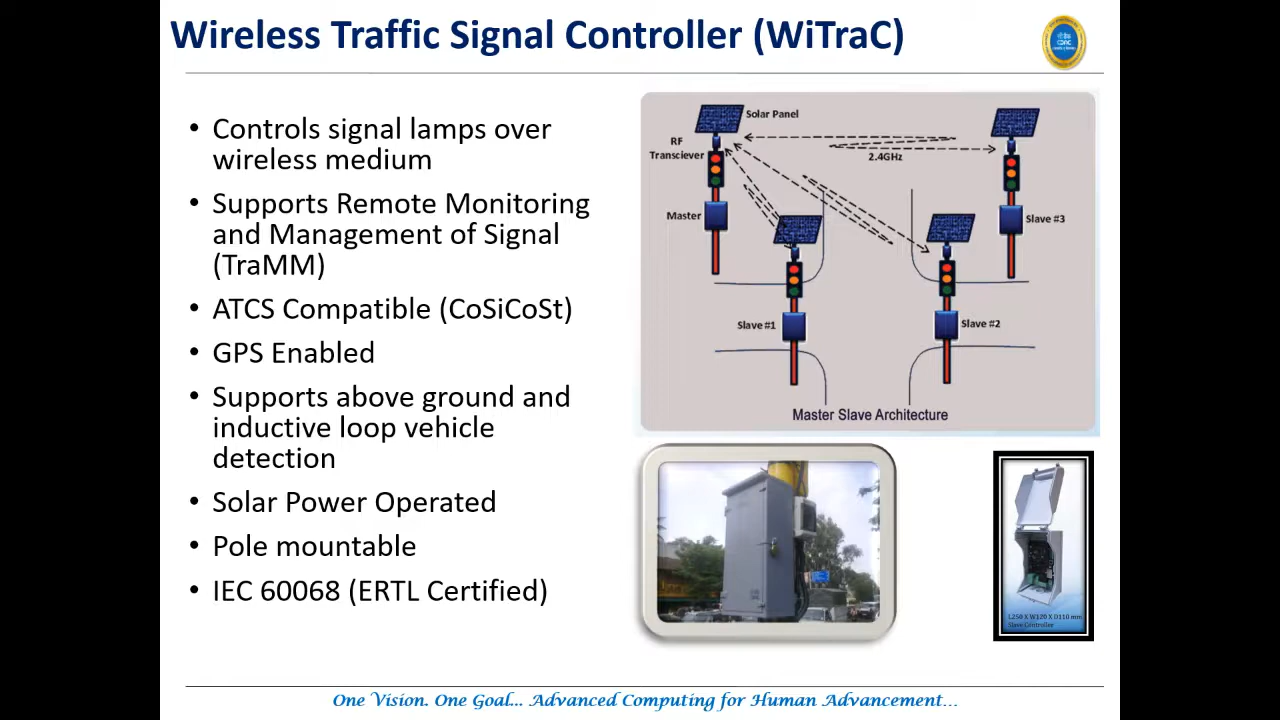 Wireless Traffic Signal Controller (WiTraC)
• Controls signal lamps over
wireless medium
• Supports Remote Monitoring
and Management of Signal
(TraMM)
• ATCS Compatible (CoSiCoSt)
• GPS Enabled
• Supports above ground and
inductive loop vehicle
detection
• Solar Power Operated
• Pole mountable
• IEC 60068 (ERTL Certified)
Solar Panel
RF
Transciever
2.4GHz
Master
Slave #3
Slave #1
Slave #2
Master Slave Architecture
L250 X W120 X D110 mm
Slave Controller
One Vision. One Goal... Advanced Computing for Human Advancement...